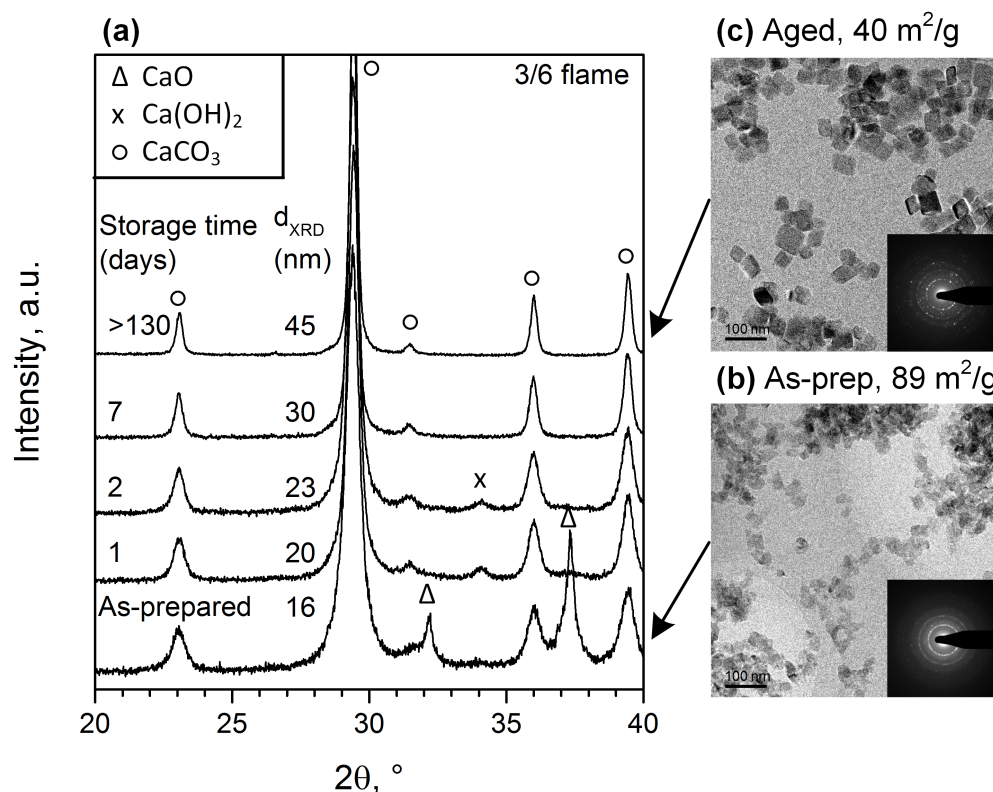 (a)
Δ CaO
x Ca(OH)₂
○ CaCO₃
3/6 flame
Storage time (days)
d_XRD (nm)
>130 45
7 30
2 23
x
Δ
1 20
As-prepared 16
Δ
Intensity, a.u.
20 25 30 35 40
2θ, °
(c) Aged, 40 m²/g
100 nm
(b) As-prep, 89 m²/g
100 nm